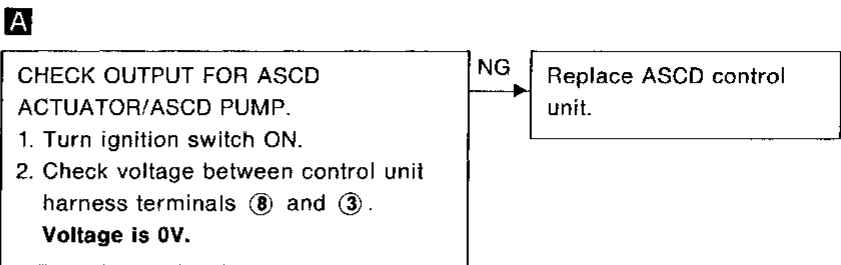 A
CHECK OUTPUT FOR ASCD
ACTUATOR/ASCD PUMP.
1. Turn ignition switch ON.
2. Check voltage between control unit
harness terminals ⑧ and ③.
Voltage is 0V.
NG
Replace ASCD control
unit.